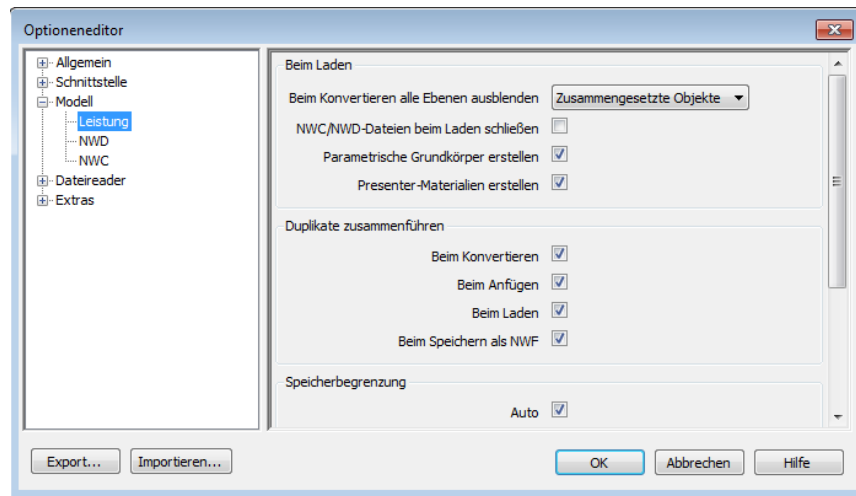 Optioneneditor
Allgemein
Schnittstelle
Modell
Leistung
NWD
NWC
Dateireader
Extras
Beim Laden
Beim Konvertieren alle Ebenen ausblenden Zusammengesetzte Objekte
NWC/NWD-Dateien beim Laden schließen
Parametrische Grundkörper erstellen
Presenter-Materialien erstellen
Duplikate zusammenführen
Beim Konvertieren
Beim Anfügen
Beim Laden
Beim Speichern als NWF
Speicherbegrenzung
Auto
Export... Importieren... OK Abbrechen Hilfe